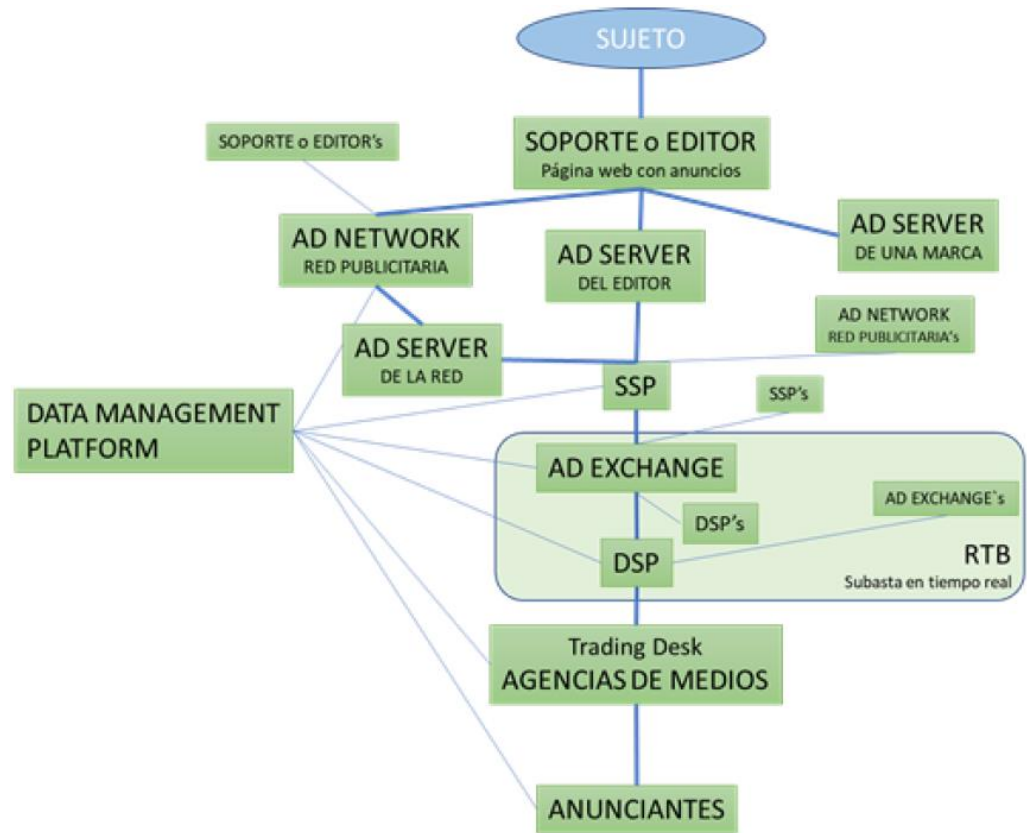 SUJETO
SOPORTE o EDITOR's
SOPORTE o EDITOR
Página web con anuncios
AD NETWORK
RED PUBLICITARIA
AD SERVER
DEL EDITOR
AD SERVER
DE UNA MARCA
AD SERVER
DE LA RED
AD NETWORK
RED PUBLICITARIA's
SSP
SSP's
DATA MANAGEMENT
PLATFORM
AD EXCHANGE
DSP's
AD EXCHANGE`s
DSP
RTB
Subasta en tiempo real
Trading Desk
AGENCIAS DE MEDIOS
ANUNCIANTES